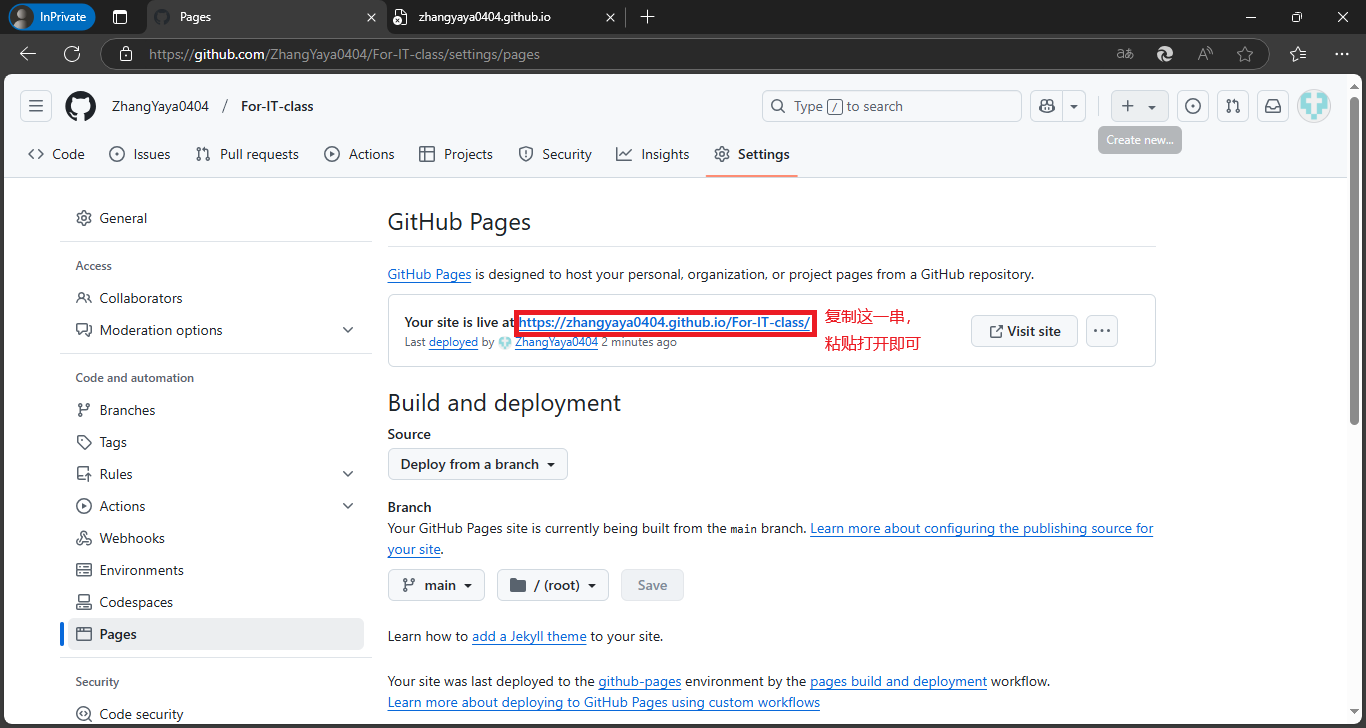 InPrivate
Pages
zhangyaya0404.github.io
https://github.com/ZhangYaya0404/For-IT-class/settings/pages
ZhangYaya0404 / For-IT-class
Type / to search
Create new...
Code Issues Pull requests Actions Projects Security Insights Settings
General
Access
Collaborators
Moderation options
Code and automation
Branches
Tags
Rules
Actions
Webhooks
Environments
Codespaces
Pages
Security
Code security
GitHub Pages
GitHub Pages is designed to host your personal, organization, or project pages from a GitHub repository.
Your site is live at https://zhangyaya0404.github.io/For-IT-class/
Last deployed by ZhangYaya0404 2 minutes ago
复制这一串，
粘贴打开即可
Visit site
Build and deployment
Source
Deploy from a branch
Branch
Your GitHub Pages site is currently being built from the main branch. Learn more about configuring the publishing source for
your site.
main / (root) Save
Learn how to add a Jekyll theme to your site.
Your site was last deployed to the github-pages environment by the pages build and deployment workflow.
Learn more about deploying to GitHub Pages using custom workflows